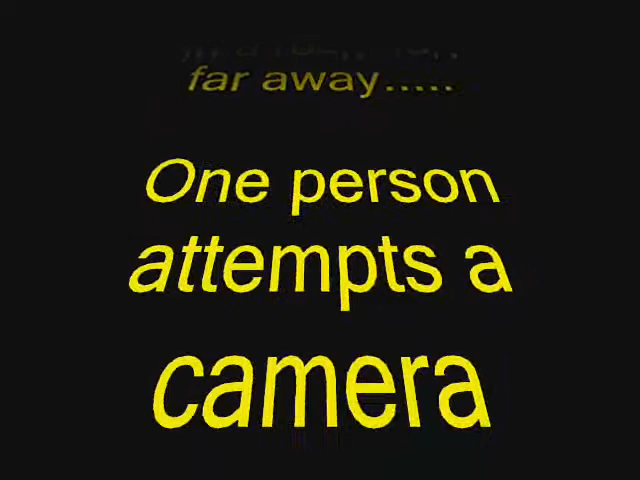 far away.....
One person
attempts a
camera